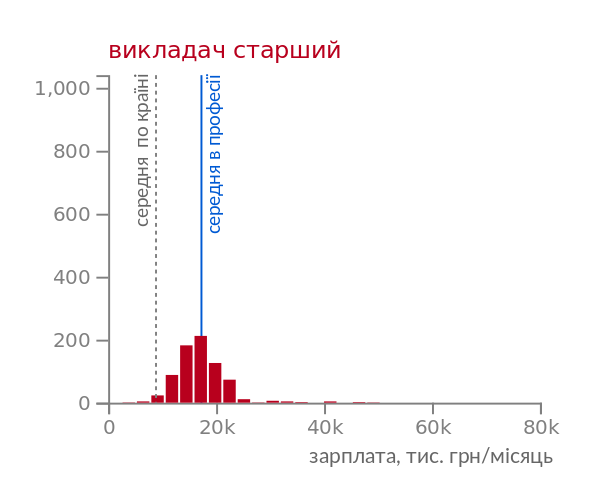 викладач старший
середня по країні
середня в професії
1,000
800
600
400
200
0
0 20k 40k 60k 80k
зарплата, тис. грн/місяць